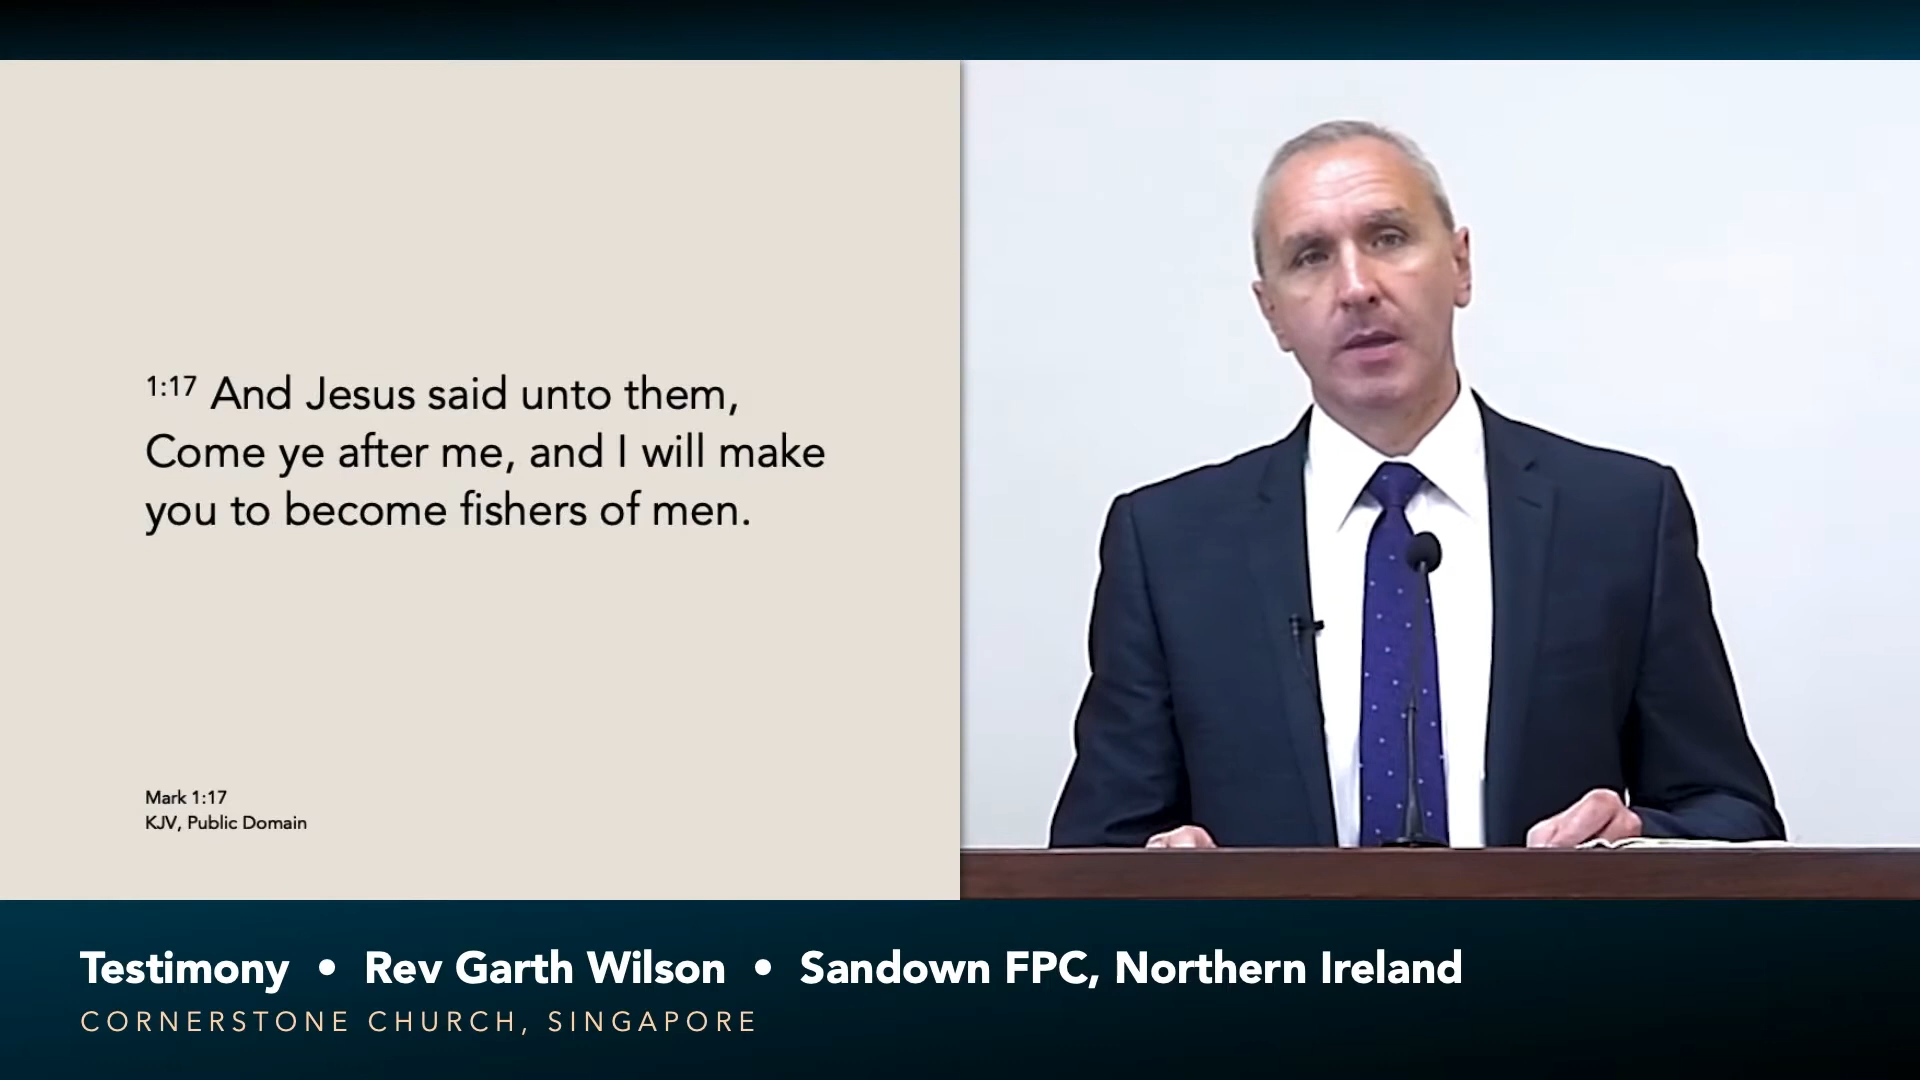 1:17 And Jesus said unto them,
Come ye after me, and I will make
you to become fishers of men.
Mark 1:17
KJV, Public Domain
Testimony • Rev Garth Wilson • Sandown FPC, Northern Ireland
CORNERSTONE CHURCH, SINGAPORE